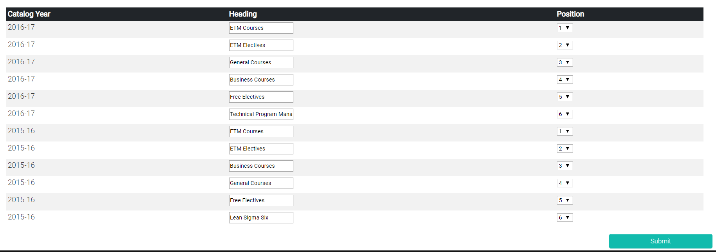 Catalog Year Heading Position
2016-17 ETM Courses 1
2016-17 ETM Electives 2
2016-17 General Courses 3
2016-17 Business Courses 4
2016-17 Free Electives 5
2016-17 Technical Program Mana 6
2015-16 ETM Courses 1
2015-16 ETM Electives 2
2015-16 Business Courses 3
2015-16 General Courses 4
2015-16 Free Electives 5
2015-16 Lean Sigma Six 6
Submit